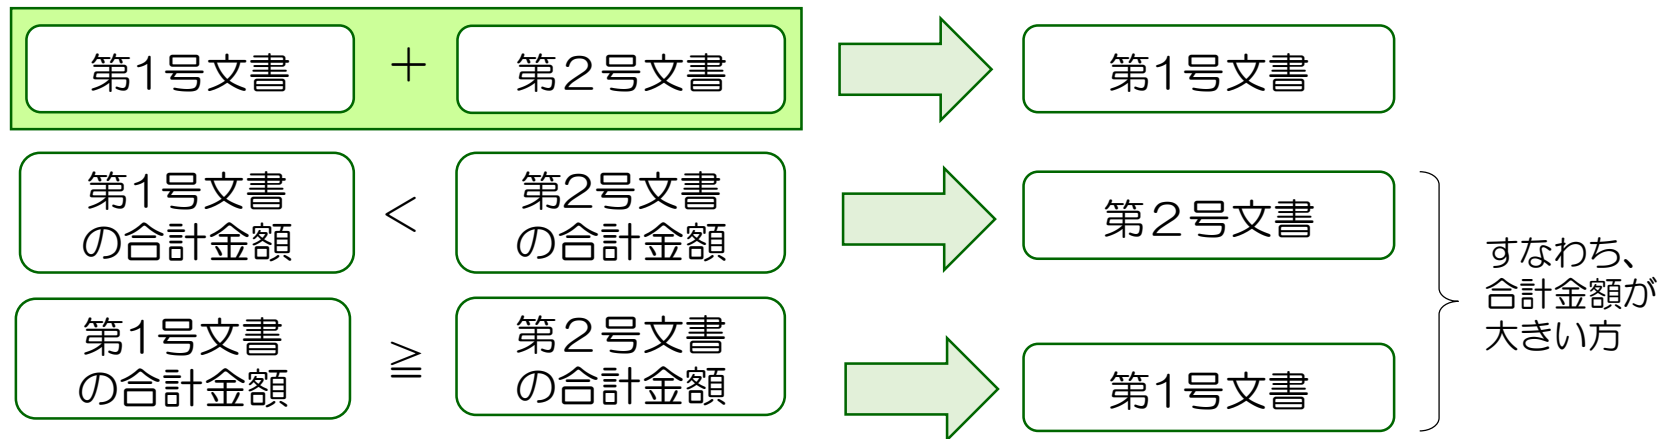 第1号文書 + 第２号文書 第1号文書
第1号文書
の合計金額
<
第2号文書
の合計金額
第２号文書
第1号文書
の合計金額
≧
第２号文書
の合計金額
第1号文書
すなわち、
合計金額が
大きい方